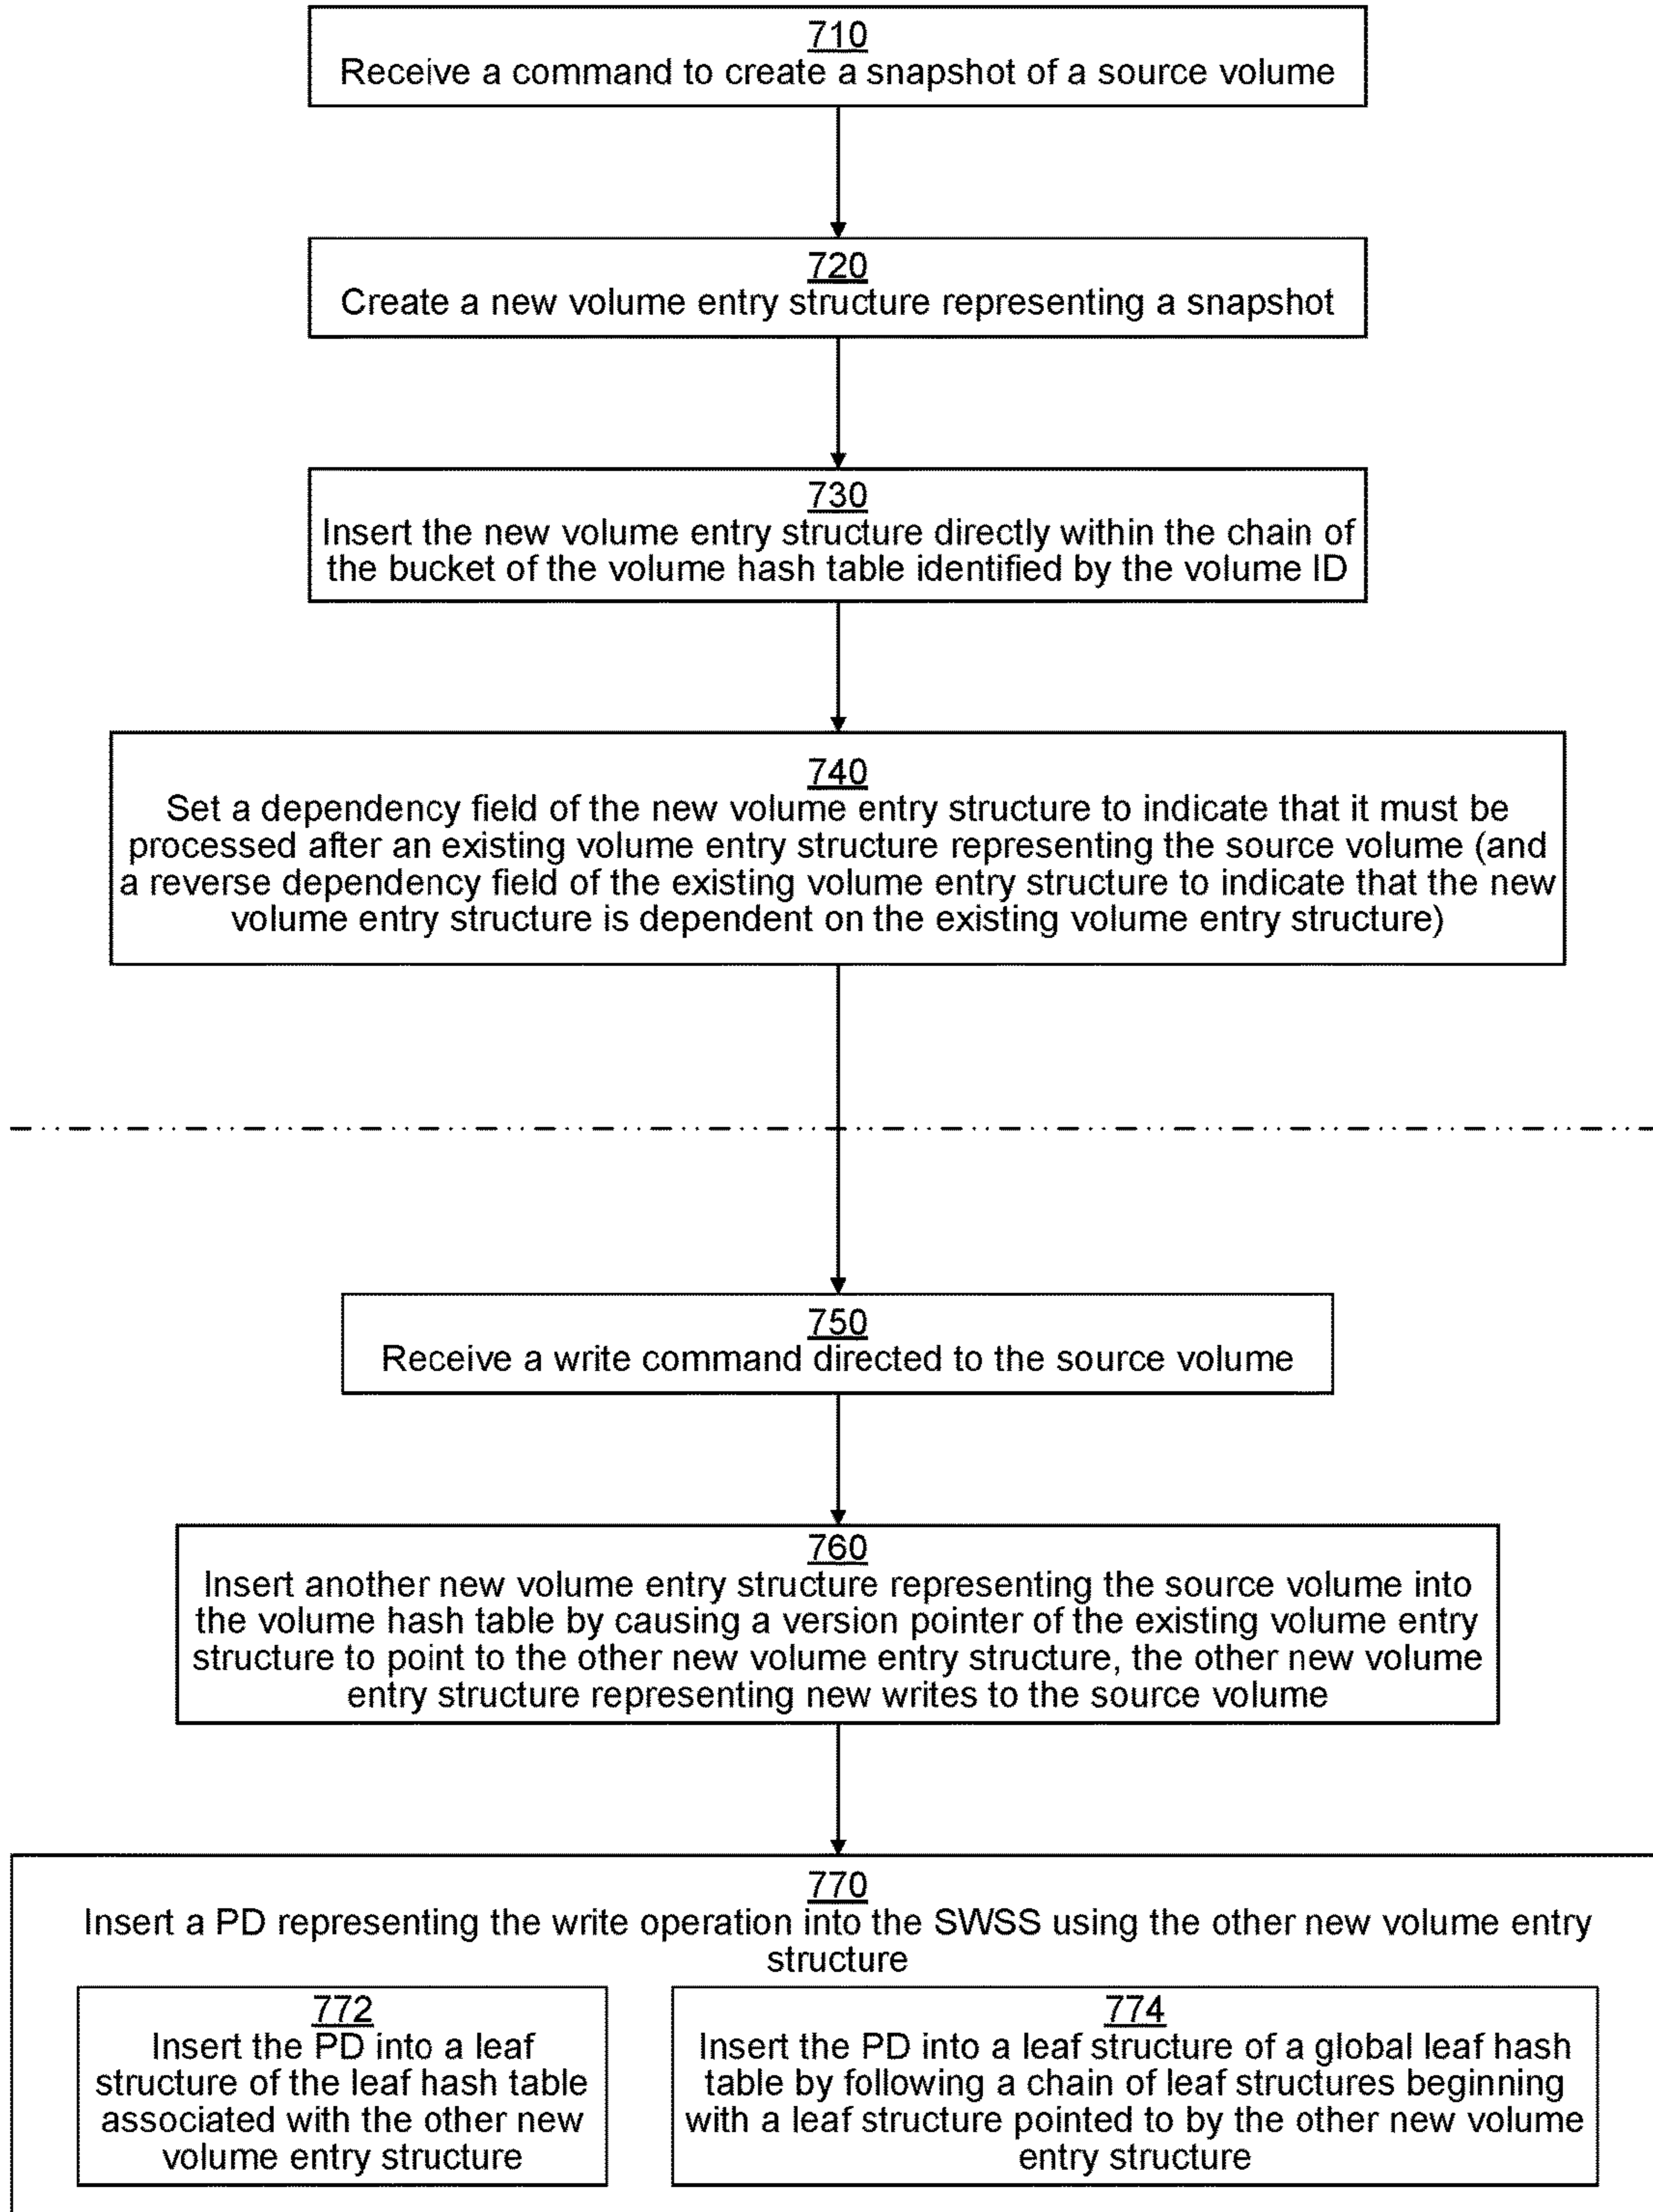 710
Receive a command to create a snapshot of a source volume
720
Create a new volume entry structure representing a snapshot
730
Insert the new volume entry structure directly within the chain of
the bucket of the volume hash table identified by the volume ID
740
Set a dependency field of the new volume entry structure to indicate that it must be
processed after an existing volume entry structure representing the source volume (and
a reverse dependency field of the existing volume entry structure to indicate that the new
volume entry structure is dependent on the existing volume entry structure)
750
Receive a write command directed to the source volume
760
Insert another new volume entry structure representing the source volume into
the volume hash table by causing a version pointer of the existing volume entry
structure to point to the other new volume entry structure, the other new volume
entry structure representing new writes to the source volume
770
Insert a PD representing the write operation into the SWSS using the other new volume entry
structure
772
Insert the PD into a leaf
structure of the leaf hash table
associated with the other new
volume entry structure
774
Insert the PD into a leaf structure of a global leaf hash
table by following a chain of leaf structures beginning
with a leaf structure pointed to by the other new volume
entry structure